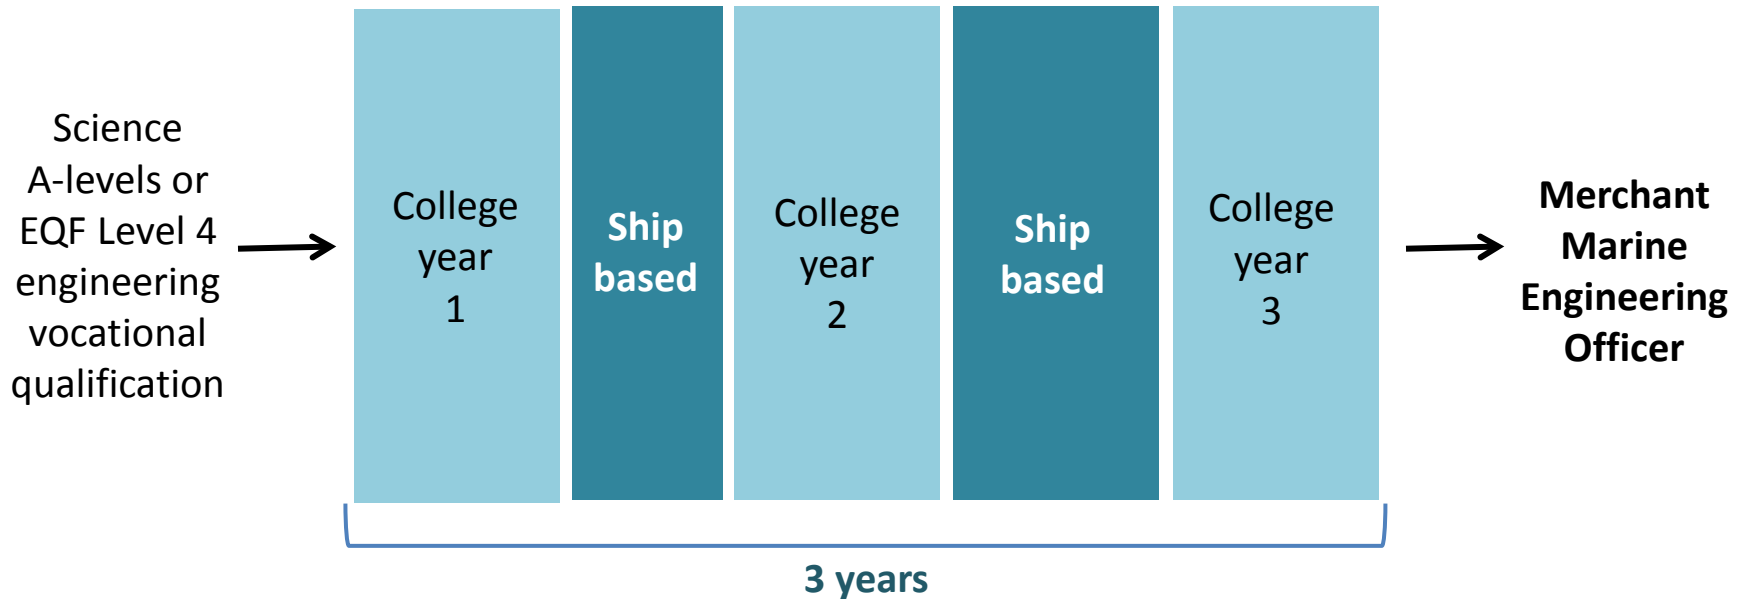 Science
A-levels or
EQF Level 4
engineering
vocational
qualification
College
year
1
Ship
based
College
year
2
Ship
based
College
year
3
Merchant
Marine
Engineering
Officer
3 years